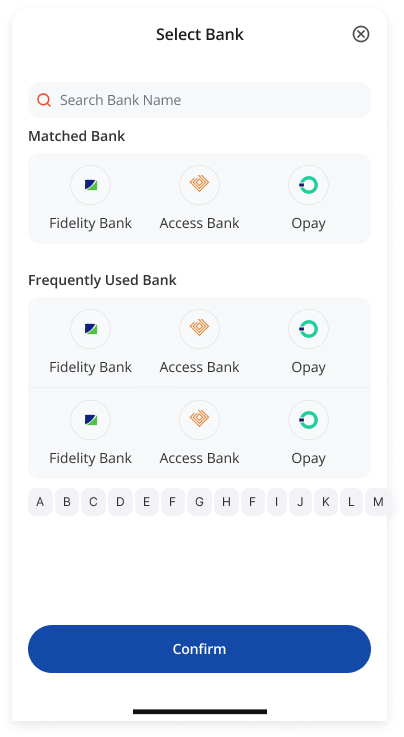 Select Bank
Search Bank Name
Matched Bank
Fidelity Bank Access Bank Opay
Frequently Used Bank
Fidelity Bank Access Bank Opay
Fidelity Bank Access Bank Opay
A B C D E F G H F I J K L M
Confirm